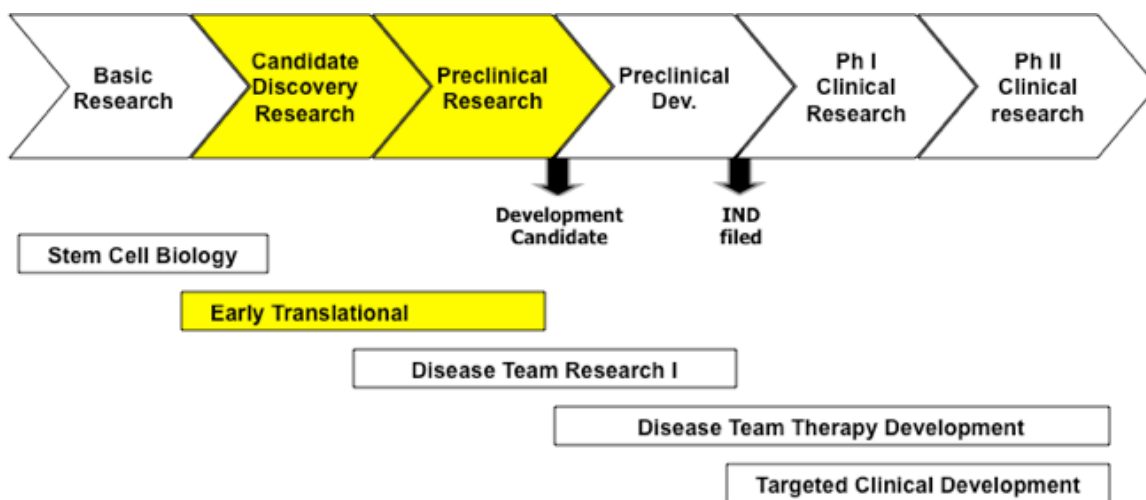 Basic
Research
Candidate
Discovery
Research
Preclinical
Research
Preclinical
Dev.
Ph I
Clinical
Research
Ph II
Clinical
research
Development
Candidate
IND
filed
Stem Cell Biology
Early Translational
Disease Team Research I
Disease Team Therapy Development
Targeted Clinical Development